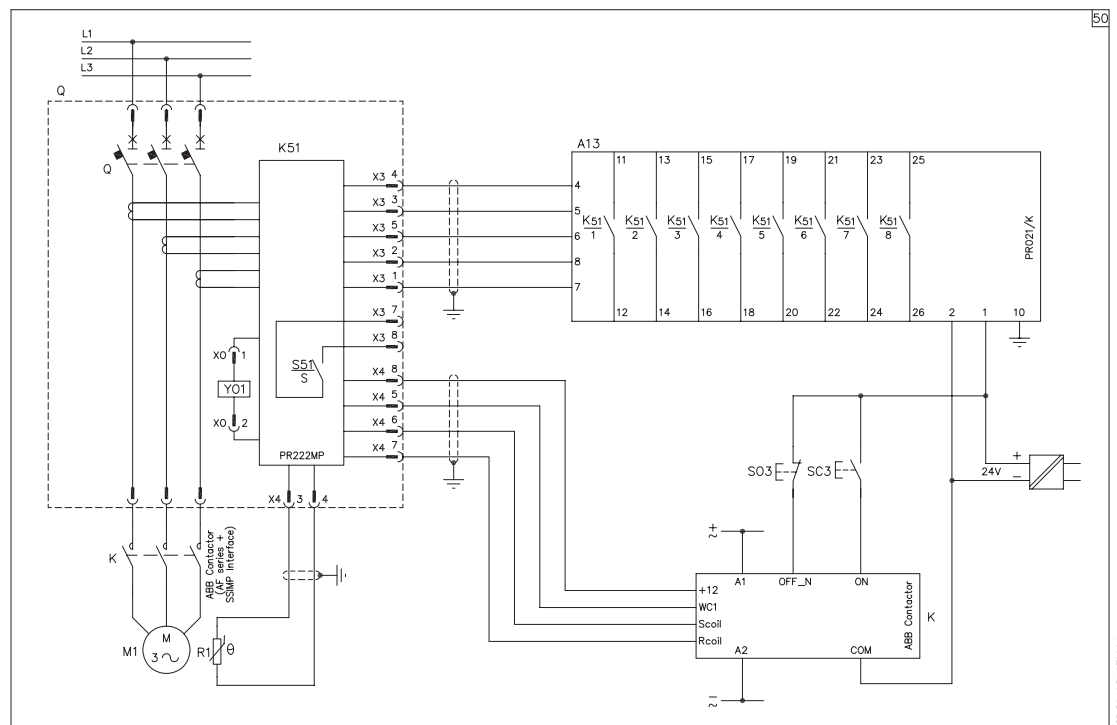 50
L1
L2
L3
Q
Q
K51
A13
11 13 15 17 19 21 23 25
X3 4
X3 3
X3 5
X3 2
X3 1
4
5
6
8
7
K51 1
K51 2
K51 3
K51 4
K51 5
K51 6
K51 7
K51 8
PR021/K
12 14 16 18 20 22 24 26 2 1 10
X3 7
X3 8
X4 8
X4 5
X4 6
X4 7
S51
S
X0 1
Y01
X0 2
PR222MP
X4 3 4
SO3
SC3
24V
+
−
K
ABB Contactor
(AF series +
SSIMP Interface)
M1
M
3 ~
R1
θ
+
~
A1 OFF_N ON
+12
WC1
Scoil
Rcoil
A2 COM
ABB Contactor
K
−
~